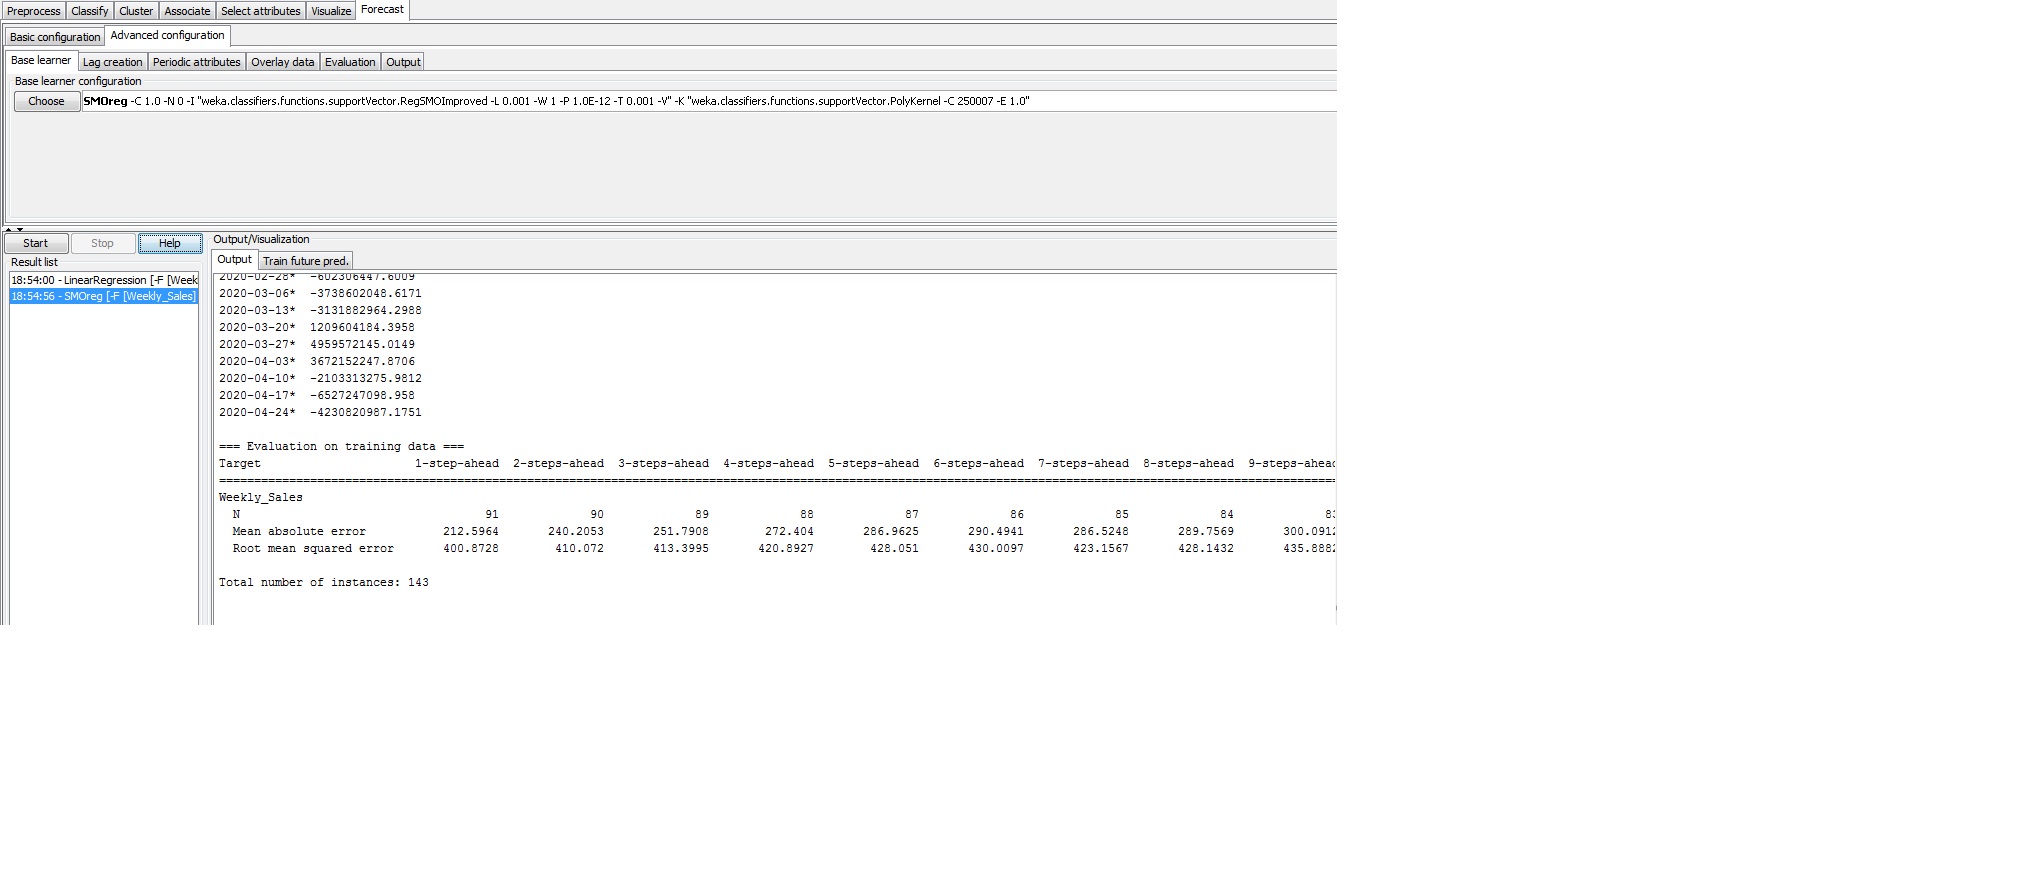 Preprocess Classify Cluster Associate Select attributes Visualize Forecast
Basic configuration Advanced configuration
Base learner Lag creation Periodic attributes Overlay data Evaluation Output
Base learner configuration
Choose SMOreg -C 1.0 -N 0 -I "weka.classifiers.functions.supportVector.RegSMOImproved -L 0.001 -W 1 -P 1.0E-12 -T 0.001 -V" -K "weka.classifiers.functions.supportVector.PolyKernel -C 250007 -E 1.0"
Start Stop Help
Result list
18:54:00 - LinearRegression [-F [Week
18:54:56 - SMOreg [-F [Weekly_Sales]
Output/Visualization
Output Train future pred.
2020-02-28* -602306447.6009
2020-03-06* -3738602048.6171
2020-03-13* -3131882964.2988
2020-03-20* 1209604184.3958
2020-03-27* 4959572145.0149
2020-04-03* 3672152247.8706
2020-04-10* -2103313275.9812
2020-04-17* -6527247098.958
2020-04-24* -4230820987.1751
=== Evaluation on training data ===
Target 1-step-ahead 2-steps-ahead 3-steps-ahead 4-steps-ahead 5-steps-ahead 6-steps-ahead 7-steps-ahead 8-steps-ahead 9-steps-ahead
Weekly_Sales
N 91 90 89 88 87 86 85 84 83
Mean absolute error 212.5964 240.2053 251.7908 272.404 286.9625 290.4941 286.5248 289.7569 300.0912
Root mean squared error 400.8728 410.072 413.3995 420.8927 428.051 430.0097 423.1567 428.1432 435.8882
Total number of instances: 143